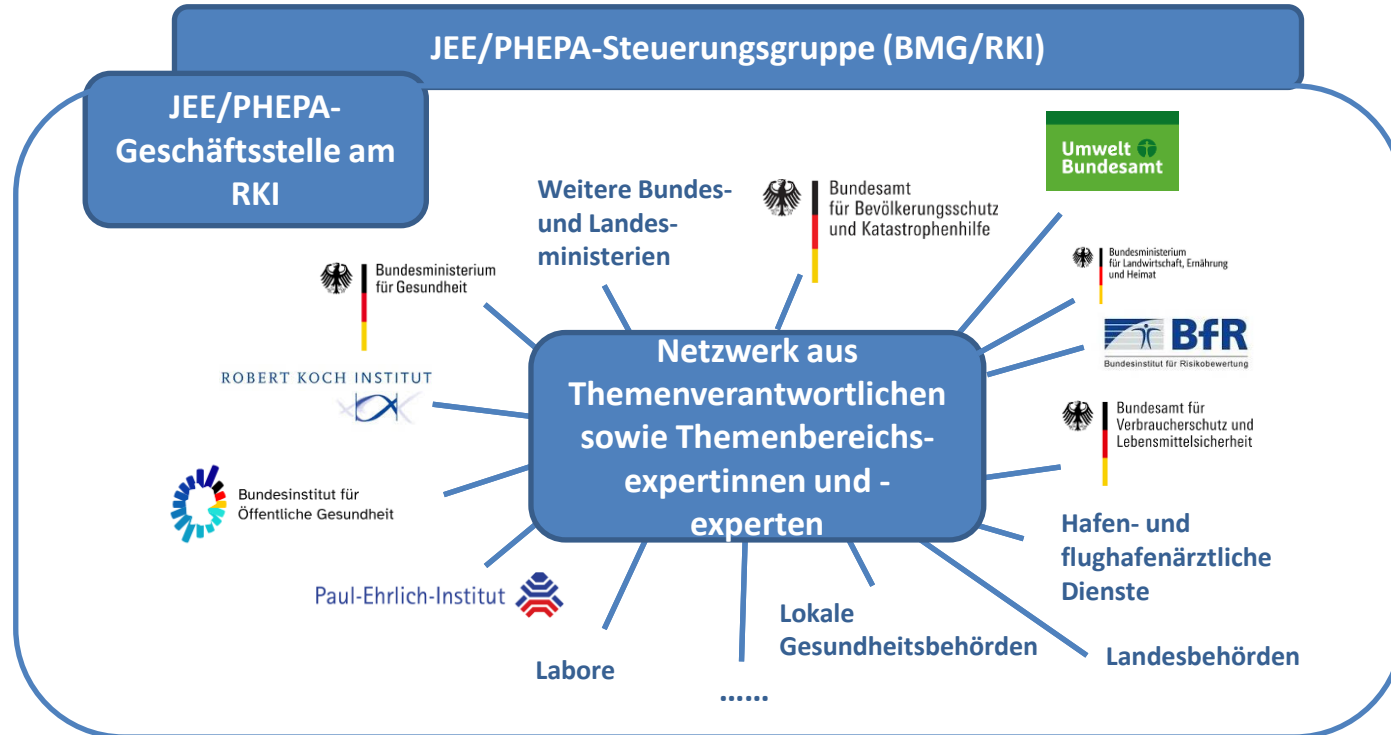 JEE/PHEPA-Steuerungsgruppe (BMG/RKI)
JEE/PHEPA-
Geschäftsstelle am
RKI
Umwelt
Bundesamt
Weitere Bundes-
und Landes-
ministerien
Bundesamt
für Bevölkerungsschutz
und Katastrophenhilfe
Bundesministerium
für Gesundheit
Bundesministerium
für Landwirtschaft, Ernährung
und Heimat
BfR
Bundesinstitut für Risikobewertung
ROBERT KOCH INSTITUT
Netzwerk aus
Themenverantwortlichen
sowie Themenbereichs-
expertinnen und -
experten
Bundesamt für
Verbraucherschutz und
Lebensmittelsicherheit
Bundesinstitut für
Öffentliche Gesundheit
Hafen- und
flughafenärztliche
Dienste
Paul-Ehrlich-Institut
Lokale
Gesundheitsbehörden
Landesbehörden
Labore
......